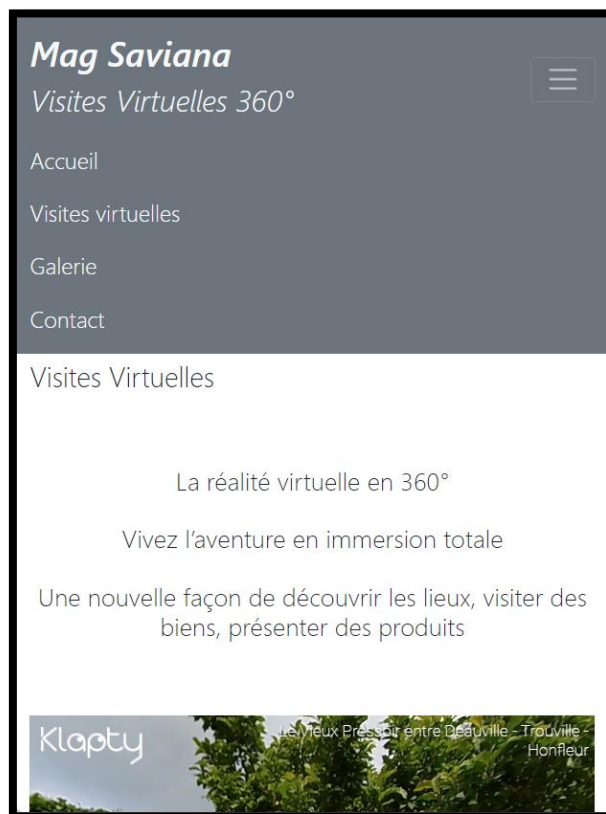 Mag Saviana
Visites Virtuelles 360°
Accueil
Visites virtuelles
Galerie
Contact
Visites Virtuelles
La réalité virtuelle en 360°
Vivez l’aventure en immersion totale
Une nouvelle façon de découvrir les lieux, visiter des
biens, présenter des produits
Klapty
Le Vieux Pressoir entre Deauville - Trouville -
Honfleur